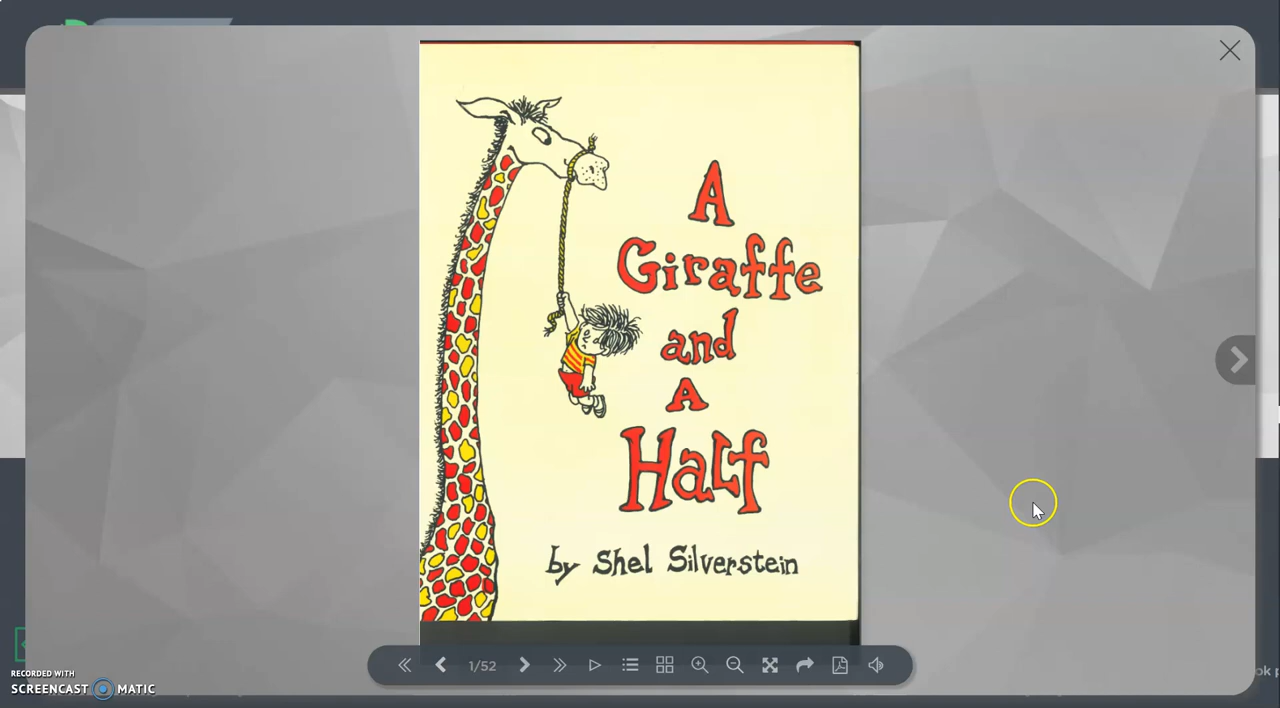 A
Giraffe
and
A
Half
by Shel Silverstein
1/52
RECORDED WITH
SCREENCAST MATIC